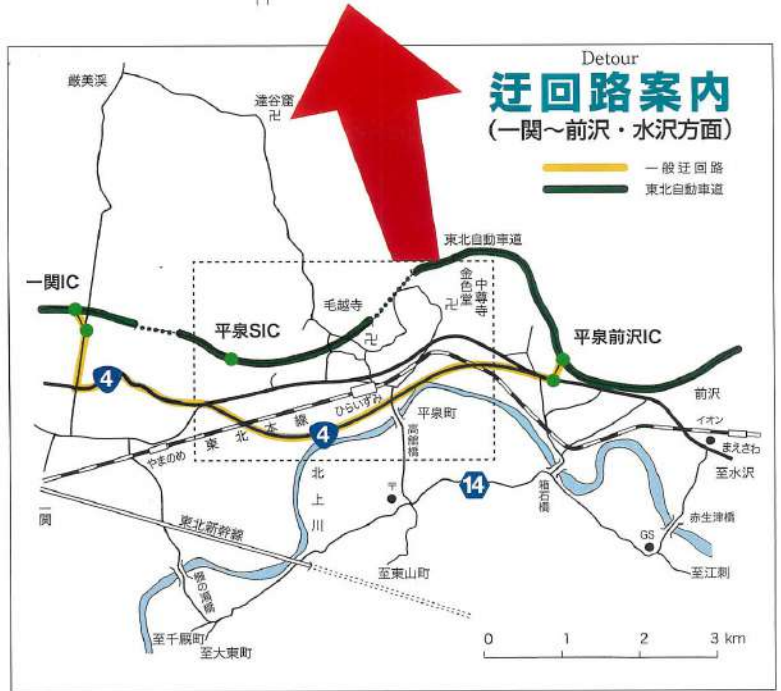 Detour
迂回路案内
(一関～前沢・水沢方面)
一般迂回路
東北自動車道
厳美渓
達谷窟
卍
東北自動車道
一関IC
毛越寺
卍
金色堂
中尊寺
卍
平泉SIC
平泉前沢IC
4
ひらいずみ
平泉町
前沢
イオン
まえさわ
至水沢
東北本線
4
高館橋
やまのめ
14
箱石橋
北上川
〒
一関
東北新幹線
赤生津橋
GS
至東山町
至江刺
至千厩町
至大東町
0 1 2 3 km